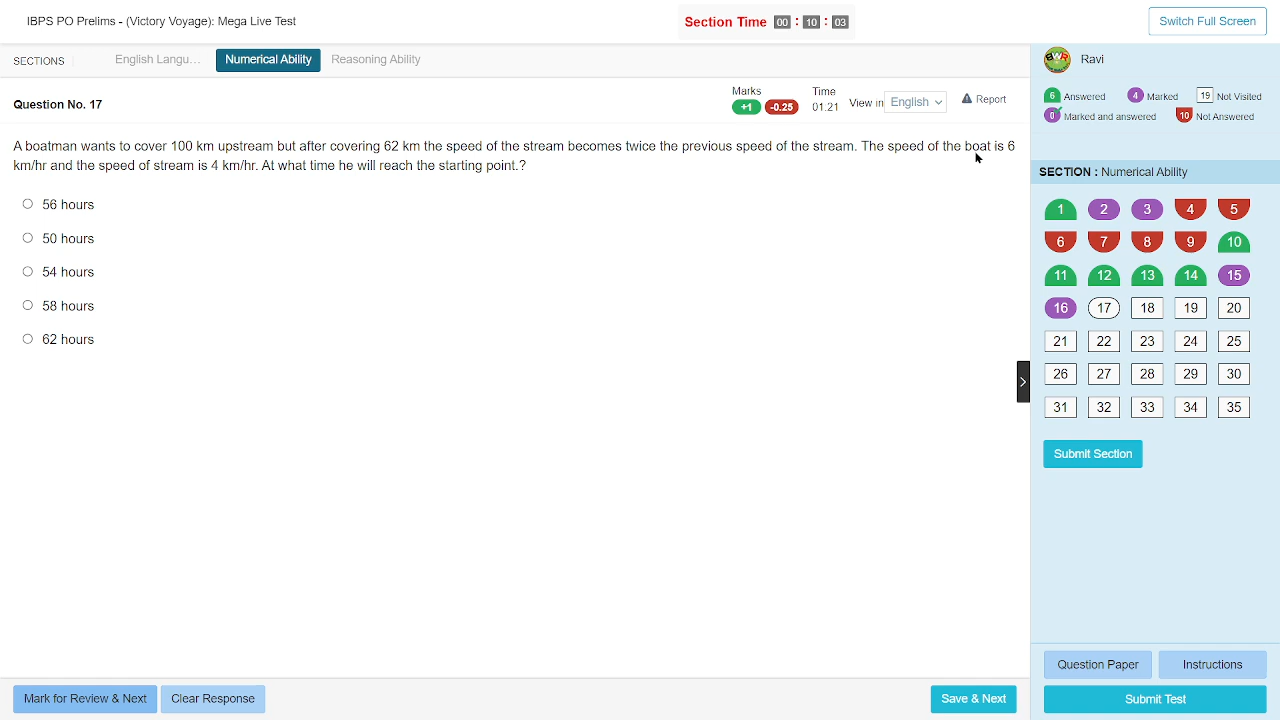 IBPS PO Prelims - (Victory Voyage): Mega Live Test
Section Time 00 : 10 : 03
Switch Full Screen
SECTIONS
English Langu...
Numerical Ability
Reasoning Ability
Ravi
6 Answered
4 Marked
19 Not Visited
0 Marked and answered
10 Not Answered
Question No. 17
Marks
+1 -0.25
Time
01.21
View in English
Report
A boatman wants to cover 100 km upstream but after covering 62 km the speed of the stream becomes twice the previous speed of the stream. The speed of the boat is 6
km/hr and the speed of stream is 4 km/hr. At what time he will reach the starting point.?
56 hours
50 hours
54 hours
58 hours
62 hours
SECTION : Numerical Ability
1 2 3 4 5
6 7 8 9 10
11 12 13 14 15
16 17 18 19 20
21 22 23 24 25
26 27 28 29 30
31 32 33 34 35
Submit Section
Question Paper
Instructions
Mark for Review & Next
Clear Response
Save & Next
Submit Test